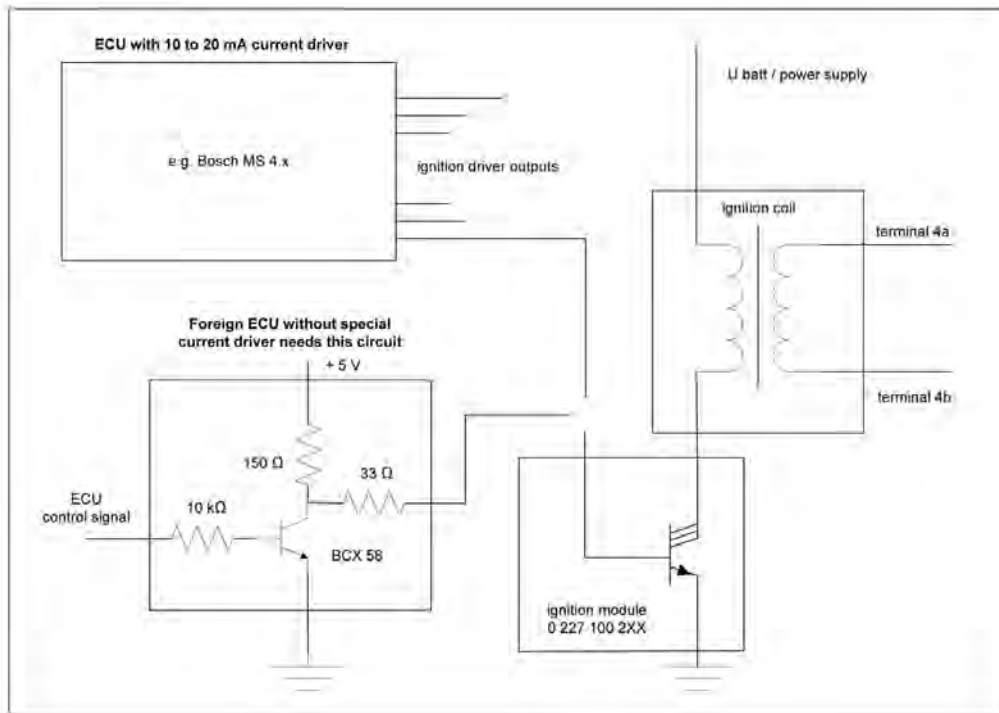 ECU with 10 to 20 mA current driver
e.g. Bosch MS 4.x
ignition driver outputs
U batt / power supply
ignition coil
terminal 4a
terminal 4b
Foreign ECU without special
current driver needs this circuit
+ 5 V
150 Ω
33 Ω
10 kΩ
ECU
control signal
BCX 58
ignition module
0 227 100 2XX